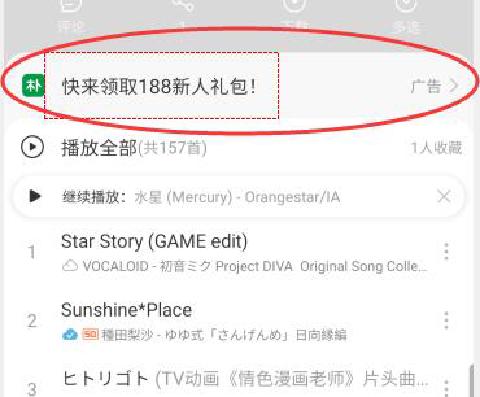 评论
下载
多选
朴
快来领取188新人礼包！
广告
播放全部(共157首)
1人收藏
继续播放：水星 (Mercury) - Orangestar/IA
1
Star Story (GAME edit)
VOCALOID - 初音ミク Project DIVA Original Song Colle...
2
Sunshine*Place
SQ 種田梨沙 - ゆゆ式「さんげんめ」日向縁編
3
ヒトリゴト (TV动画《情色漫画老师》片头曲...